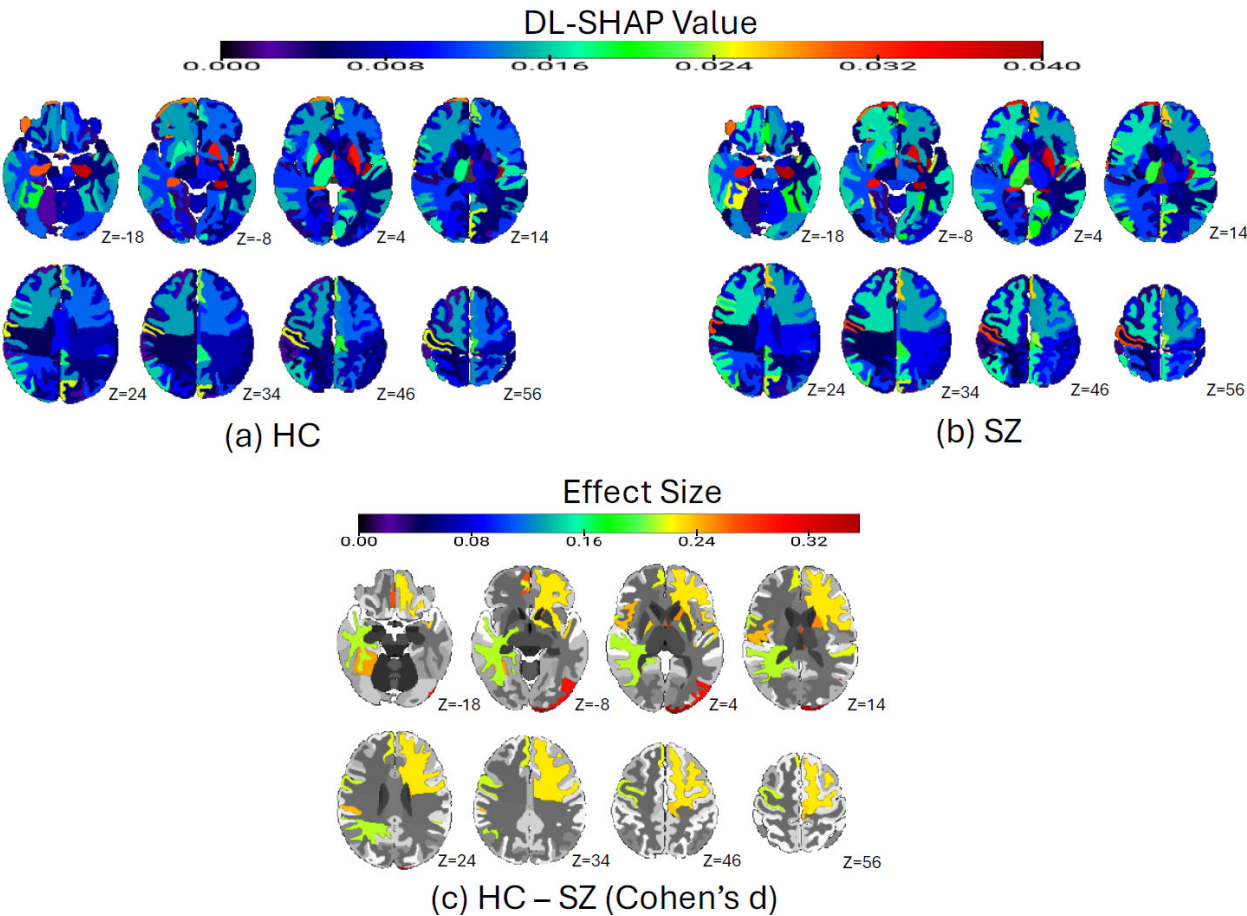 DL-SHAP Value
0.000 0.008 0.016 0.024 0.032 0.040
Z=-18 Z=-8 Z=4 Z=14
Z=24 Z=34 Z=46 Z=56
(a) HC
Z=-18 Z=-8 Z=4 Z=14
Z=24 Z=34 Z=46 Z=56
(b) SZ
Effect Size
0.00 0.08 0.16 0.24 0.32
Z=-18 Z=-8 Z=4 Z=14
Z=24 Z=34 Z=46 Z=56
(c) HC – SZ (Cohen’s d)